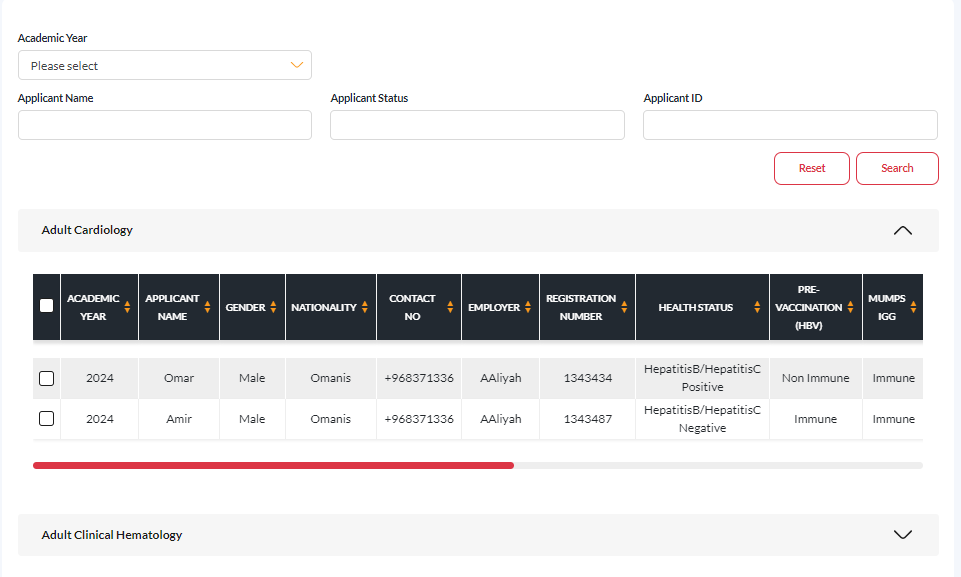 Academic Year
Please select
Applicant Name Applicant Status Applicant ID
Reset Search
Adult Cardiology
ACADEMIC YEAR APPLICANT NAME GENDER NATIONALITY CONTACT NO EMPLOYER REGISTRATION NUMBER HEALTH STATUS PRE-VACCINATION (HBV) MUMPS IGG
2024 Omar Male Omanis +968371336 AAliyah 1343434 HepatitisB/HepatitisC Positive Non Immune Immune
2024 Amir Male Omanis +968371336 AAliyah 1343487 HepatitisB/HepatitisC Negative Immune Immune
Adult Clinical Hematology